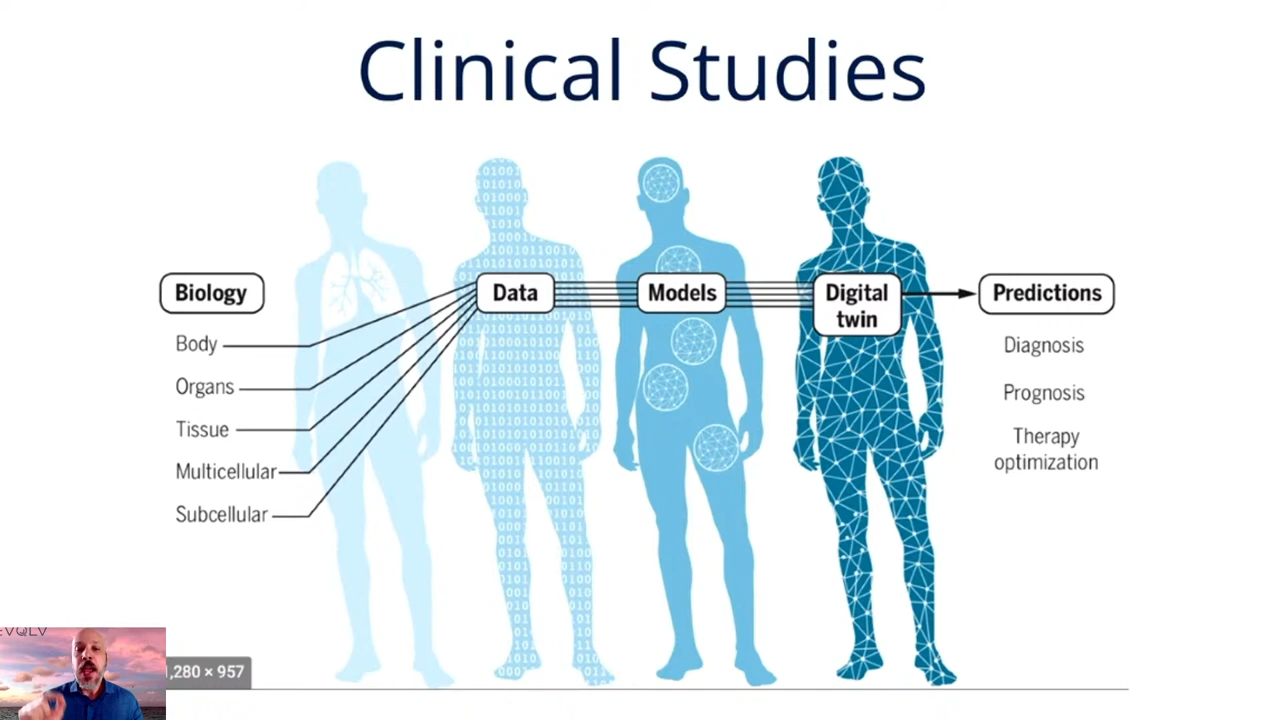 Clinical Studies
Biology
Data
Models
Digital
twin
Predictions
Body
Organs
Tissue
Multicellular
Subcellular
Diagnosis
Prognosis
Therapy
optimization
EVOLV
,280 × 957